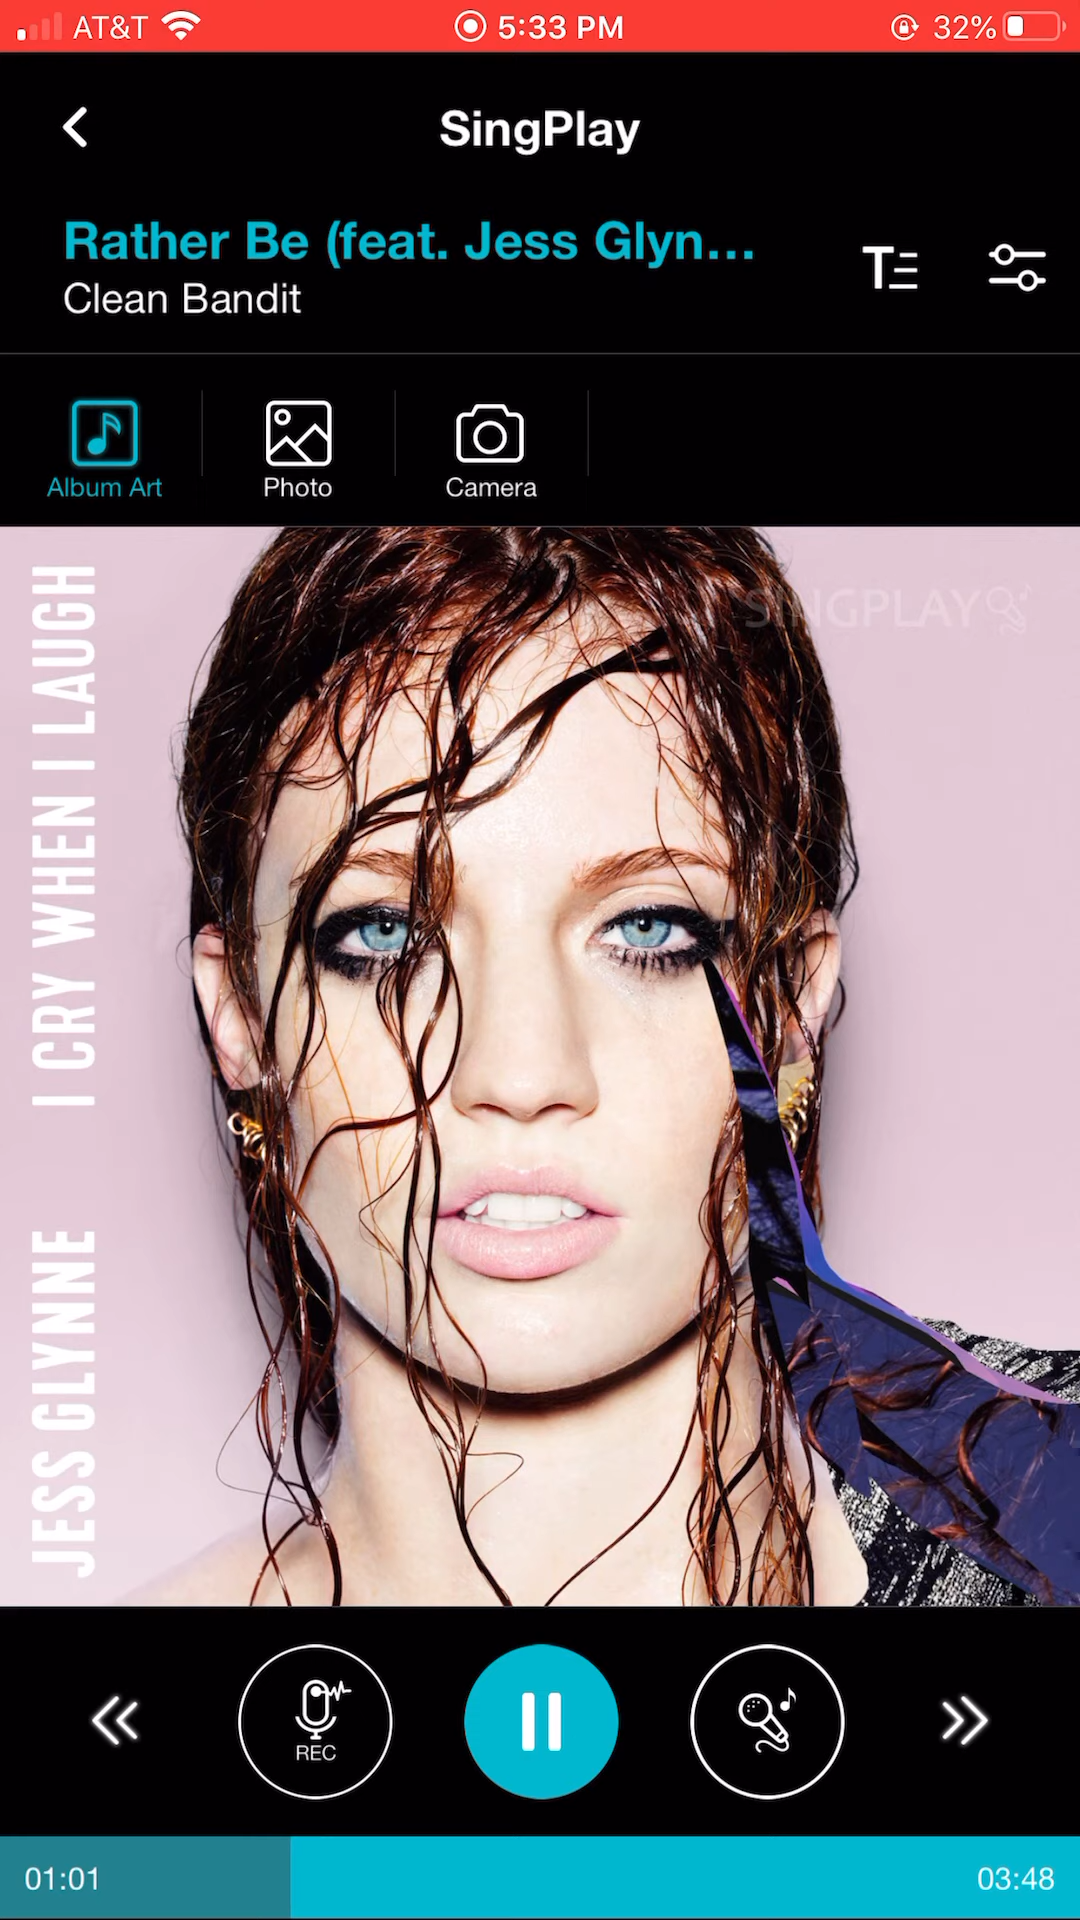 AT&T 5:33 PM 32%
SingPlay
Rather Be (feat. Jess Glyn...
Clean Bandit
T
Album Art
Photo
Camera
SINGPLAY
JESS GLYNNE I CRY WHEN I LAUGH
REC
01:01
03:48